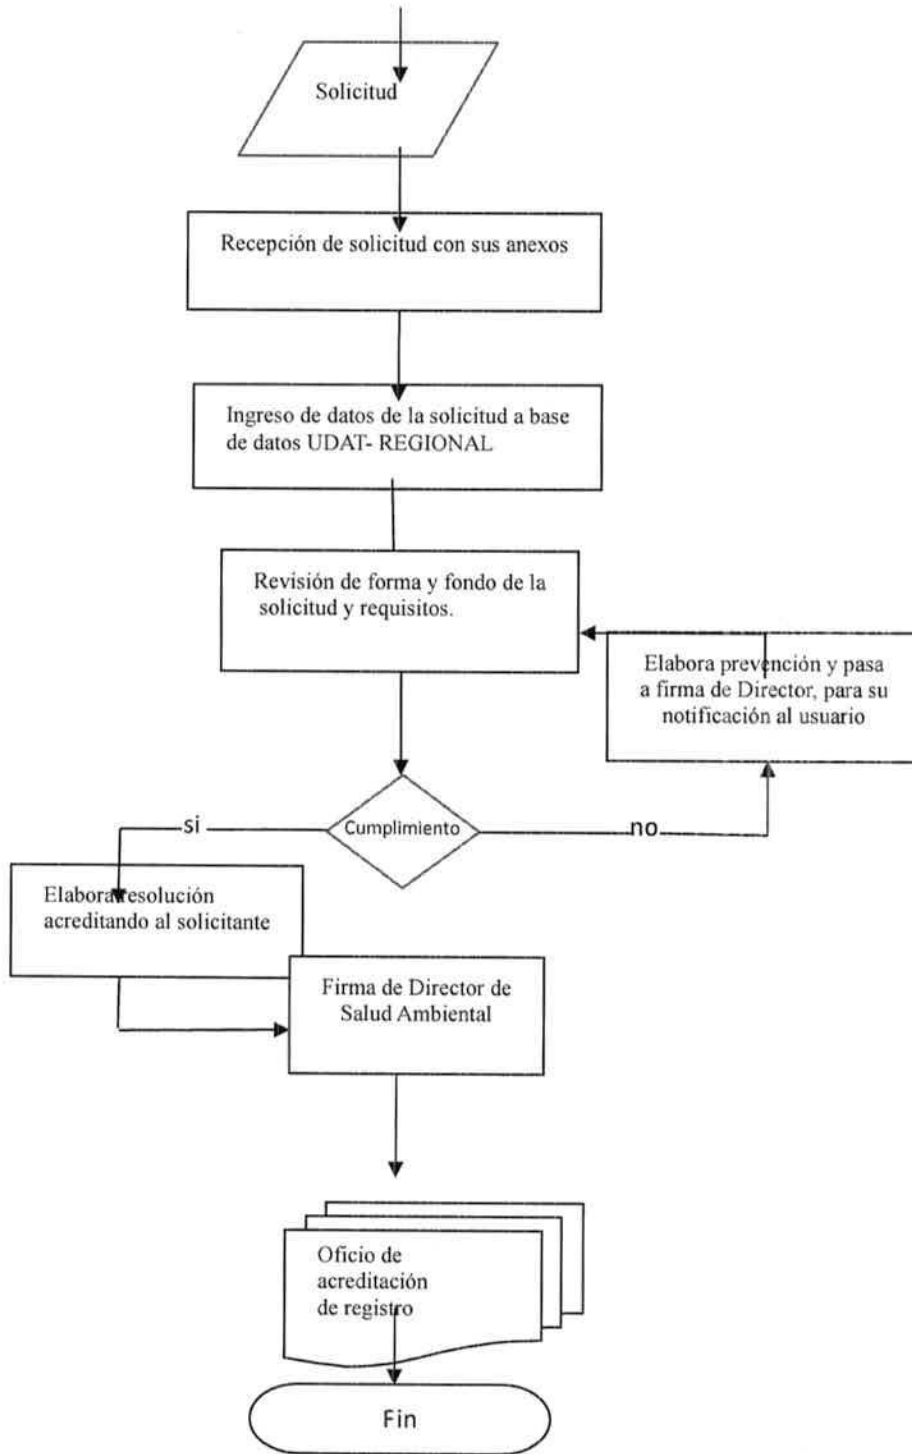 Solicitud
Recepción de solicitud con sus anexos
Ingreso de datos de la solicitud a base
de datos UDAT- REGIONAL
Revisión de forma y fondo de la
solicitud y requisitos.
Elabora prevención y pasa
a firma de Director, para su
notificación al usuario
Cumplimiento
si
no
Elabora resolución
acreditando al solicitante
Firma de Director de
Salud Ambiental
Oficio de
acreditación
de registro
Fin